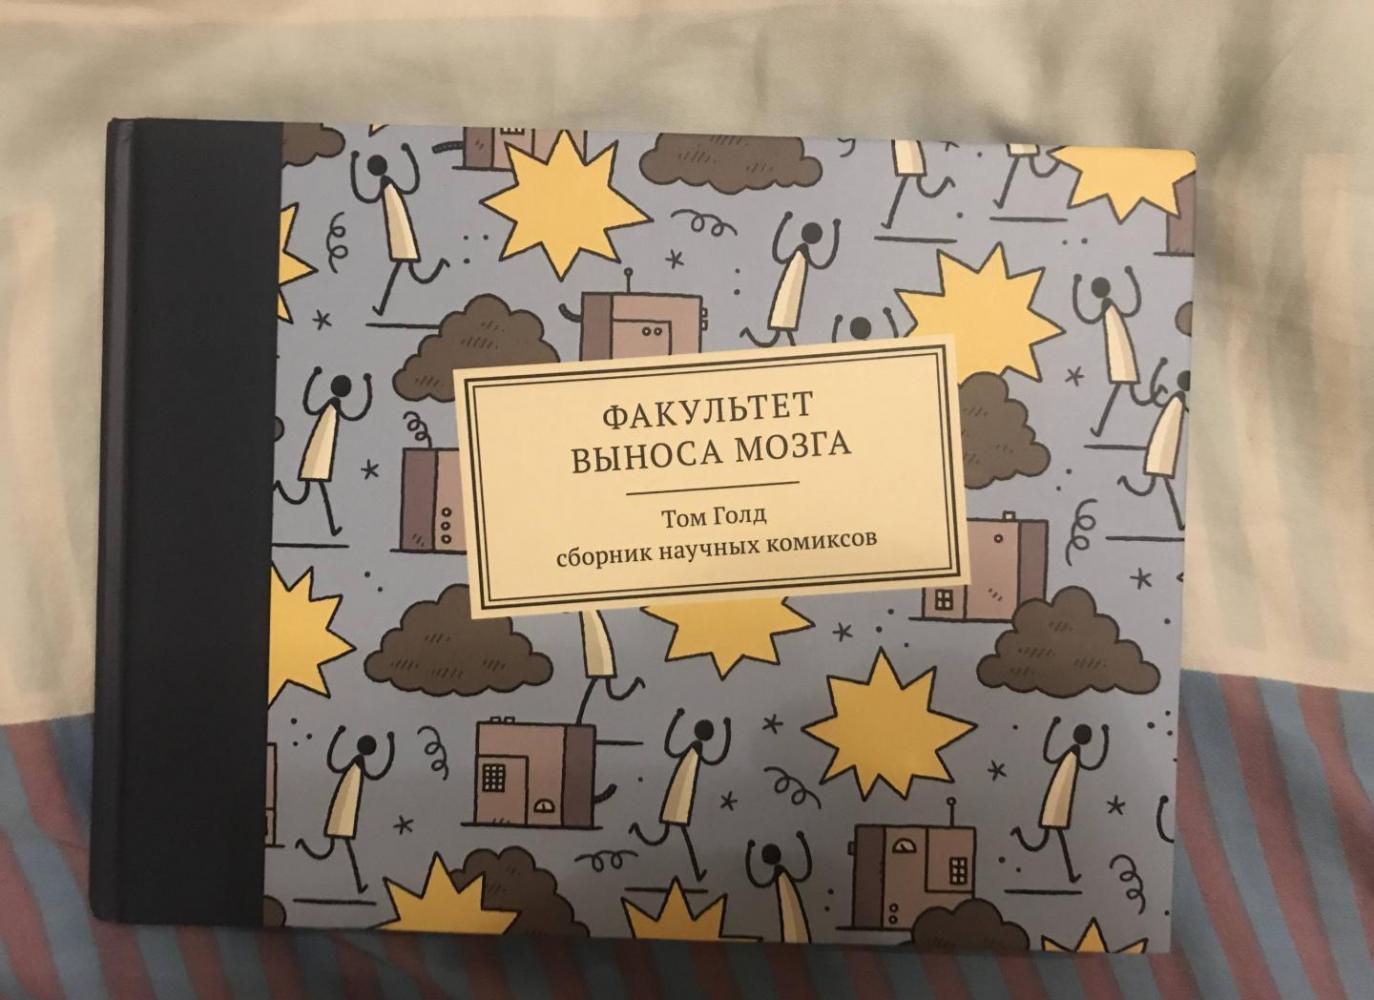 ФАКУЛЬТЕТ
ВЫНОСА МОЗГА
Том Голд
сборник научных комиксов